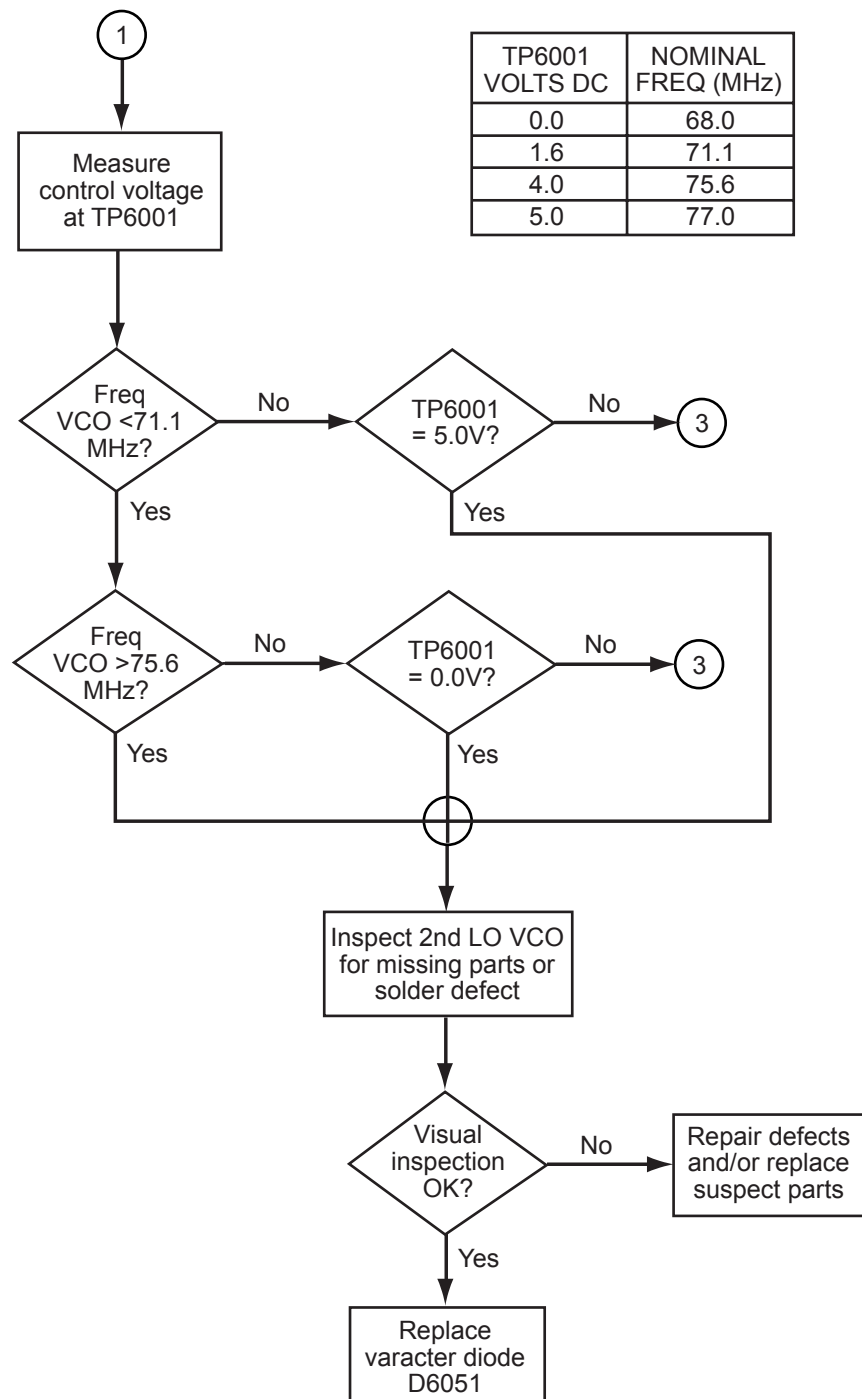 1
TP6001
VOLTS DC
NOMINAL
FREQ (MHz)
0.0 68.0
1.6 71.1
4.0 75.6
5.0 77.0
Measure
control voltage
at TP6001
Freq
VCO <71.1
MHz?
No
TP6001
= 5.0V?
No
3
Yes
Yes
Freq
VCO >75.6
MHz?
No
TP6001
= 0.0V?
No
3
Yes
Yes
Inspect 2nd LO VCO
for missing parts or
solder defect
Visual
inspection
OK?
No
Repair defects
and/or replace
suspect parts
Yes
Replace
varacter diode
D6051